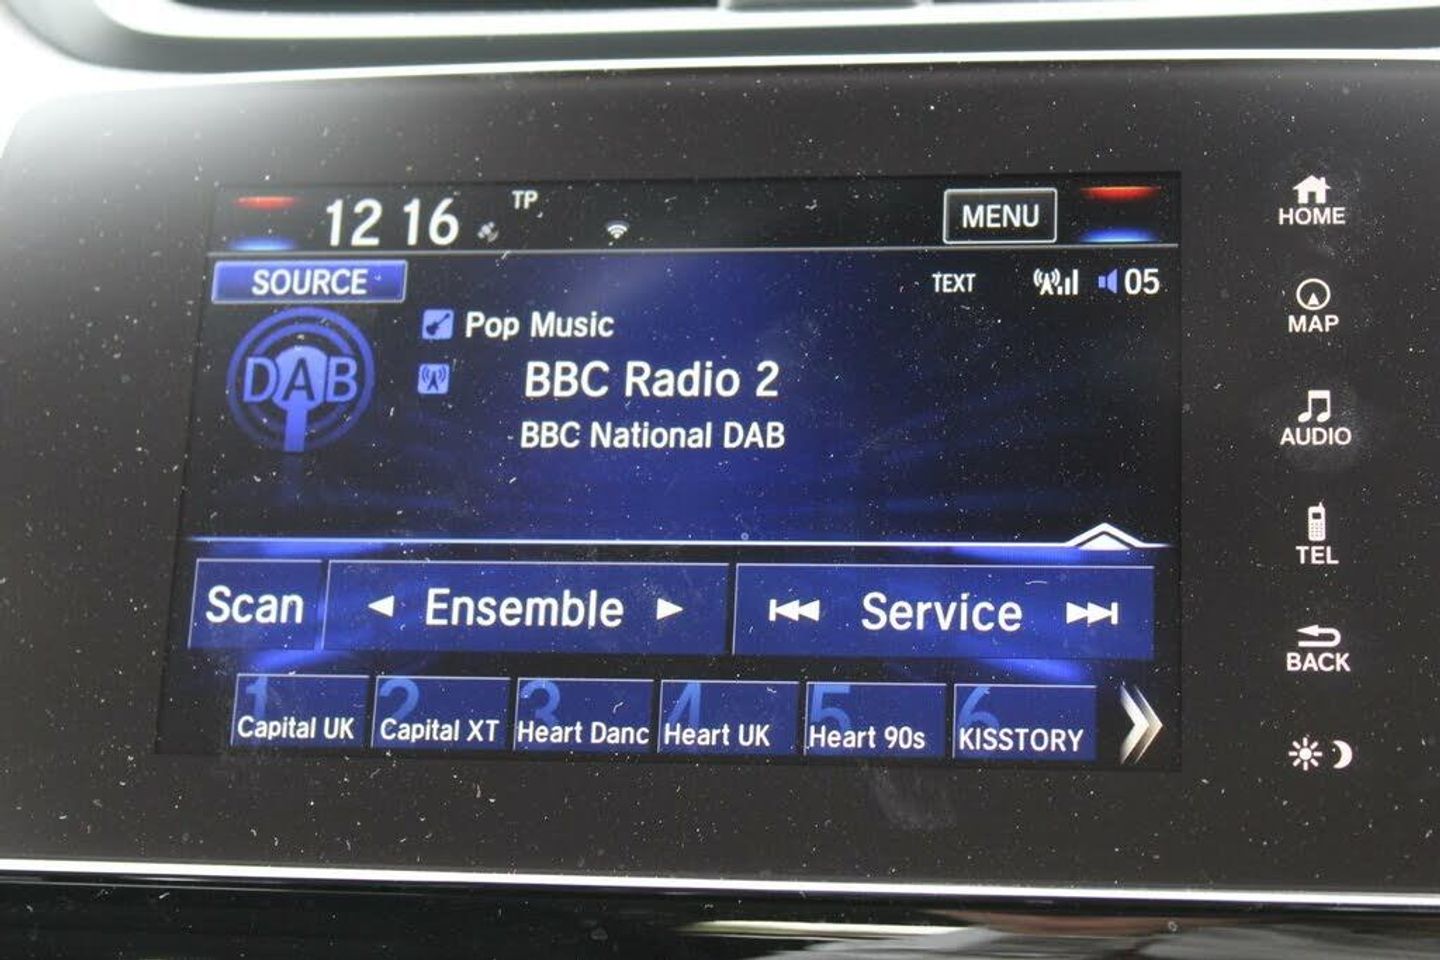 12 16 TP MENU
SOURCE TEXT 05
Pop Music
DAB
BBC Radio 2
BBC National DAB
Scan Ensemble Service
1 Capital UK
2 Capital XT
3 Heart Danc
4 Heart UK
5 Heart 90s
6 KISSTORY
HOME
MAP
AUDIO
TEL
BACK